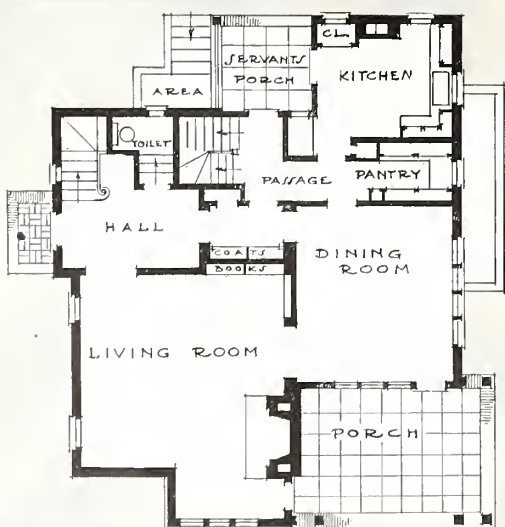 CL.
SERVANTS
PORCH
KITCHEN
AREA
TOILET
PASSAGE
PANTRY
HALL
COATS
BOOKS
DINING
ROOM
LIVING ROOM
PORCH